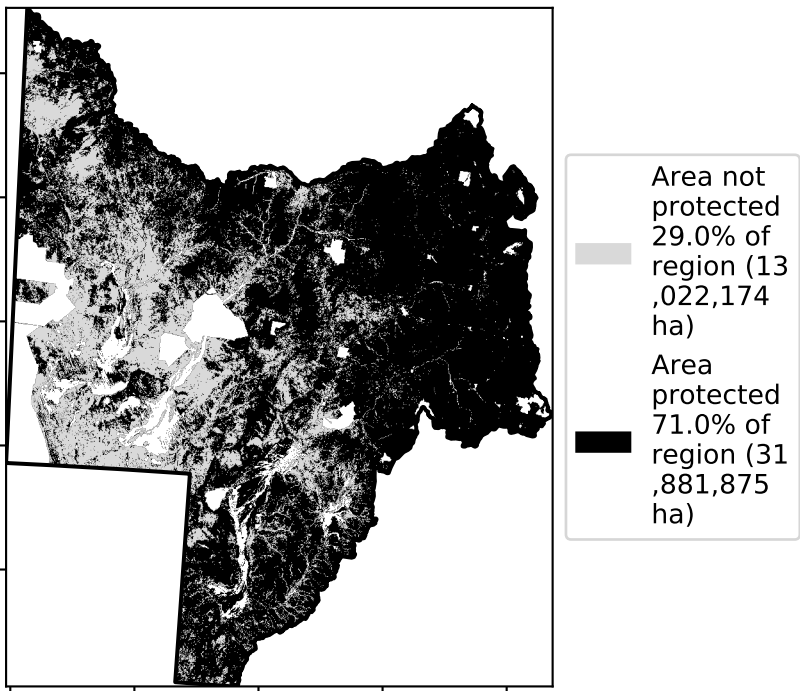 Area not
protected
29.0% of
region (13
,022,174
ha)
Area
protected
71.0% of
region (31
,881,875
ha)